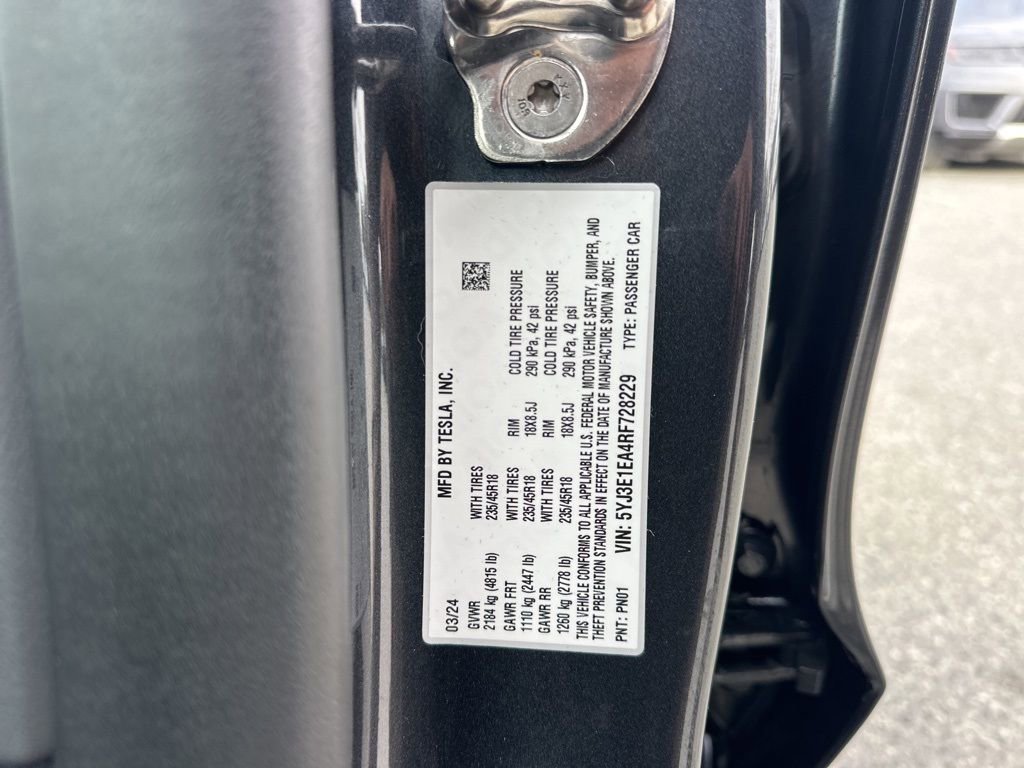 MFD BY TESLA, INC.
03/24
GVWR WITH TIRES
2184 kg (4815 lb) 235/45R18
GAWR FRT WITH TIRES RIM COLD TIRE PRESSURE
1110 kg (2447 lb) 235/45R18 18X8.5J 290 kPa, 42 psi
GAWR RR WITH TIRES RIM COLD TIRE PRESSURE
1260 kg (2778 lb) 235/45R18 18X8.5J 290 kPa, 42 psi
THIS VEHICLE CONFORMS TO ALL APPLICABLE U.S. FEDERAL MOTOR VEHICLE SAFETY, BUMPER, AND
THEFT PREVENTION STANDARDS IN EFFECT ON THE DATE OF MANUFACTURE SHOWN ABOVE.
PNT: PN01 VIN: 5YJ3E1EA4RF728229 TYPE: PASSENGER CAR